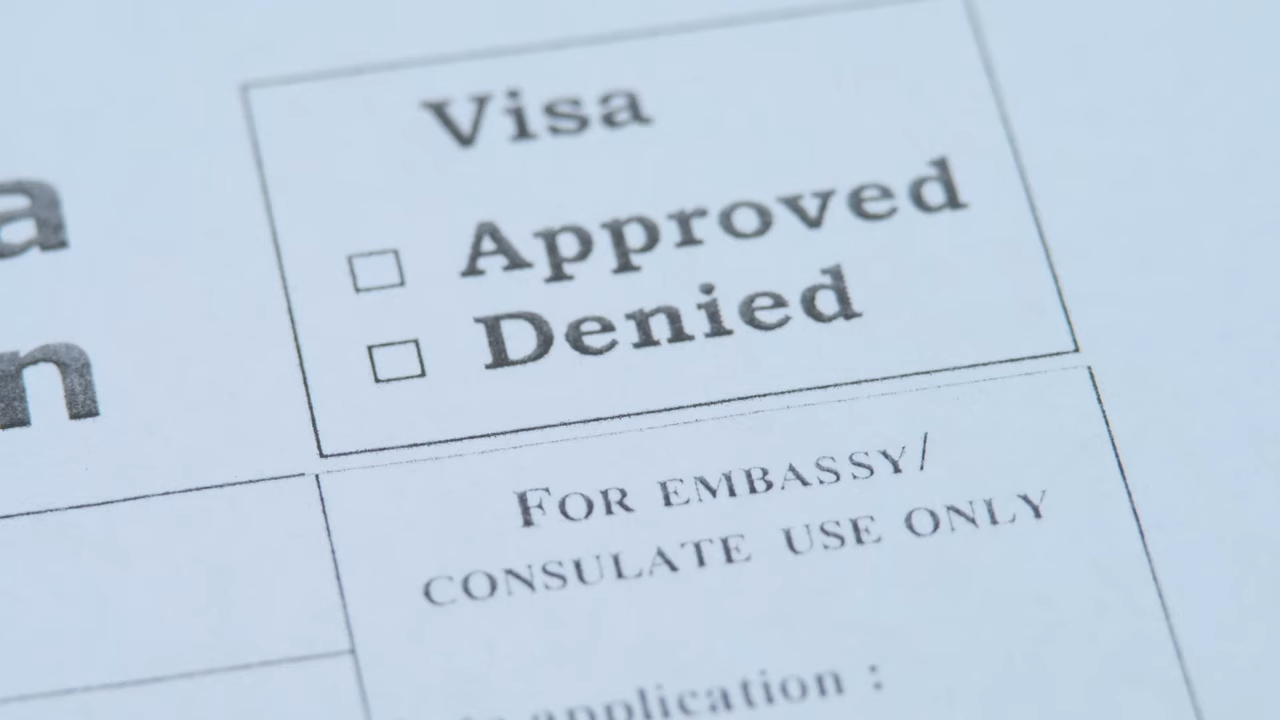 a
n
Visa
Approved
Denied
FOR EMBASSY/
CONSULATE USE ONLY
application :